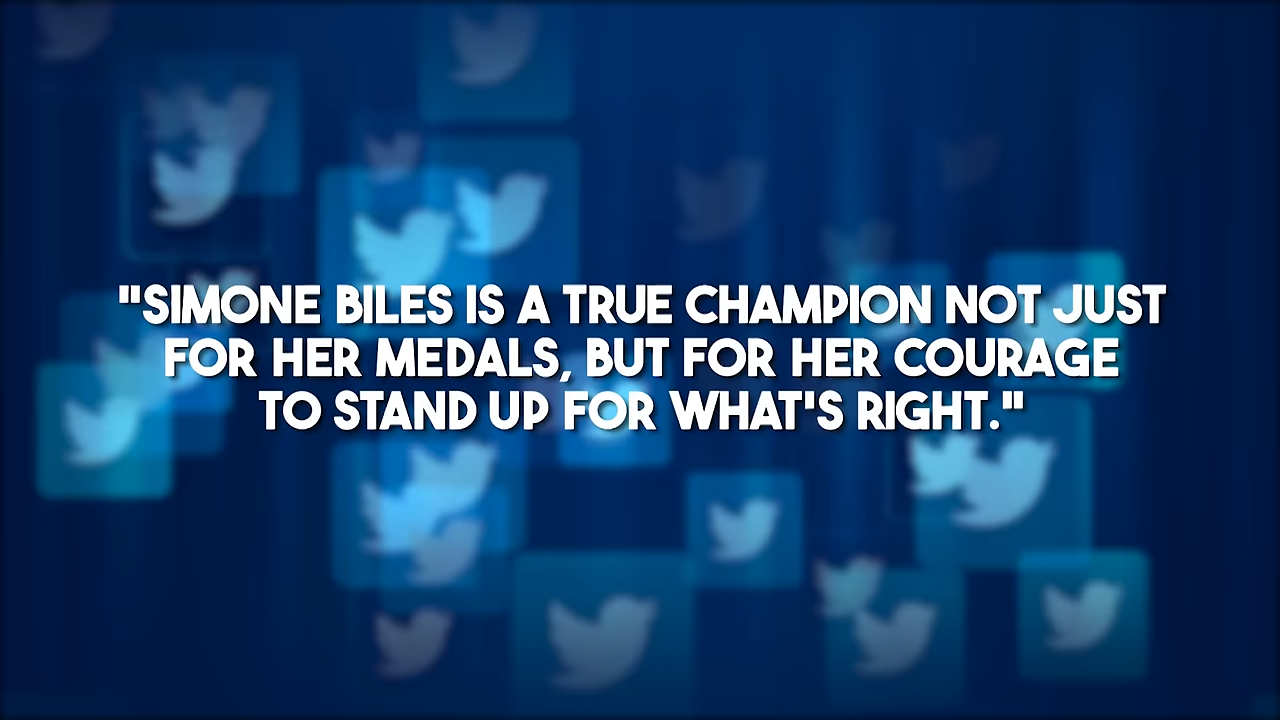 "SIMONE BILES IS A TRUE CHAMPION NOT JUST
FOR HER MEDALS, BUT FOR HER COURAGE
TO STAND UP FOR WHAT'S RIGHT."